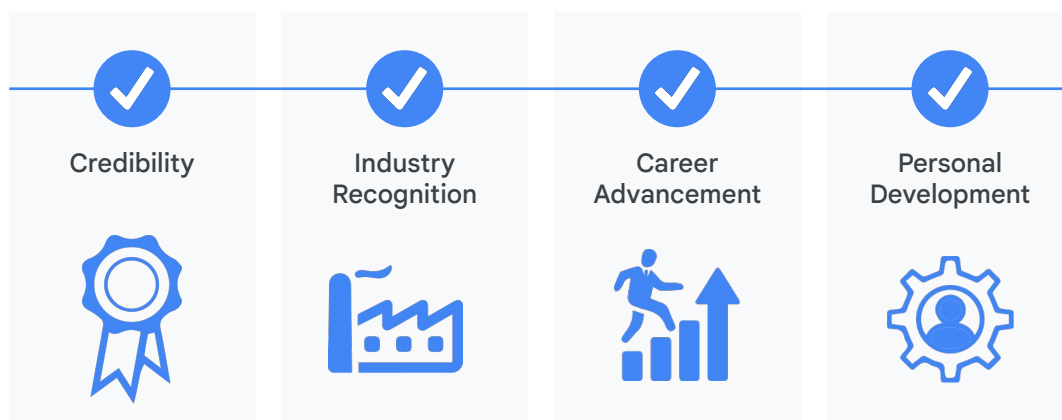 Credibility
Industry
Recognition
Career
Advancement
Personal
Development